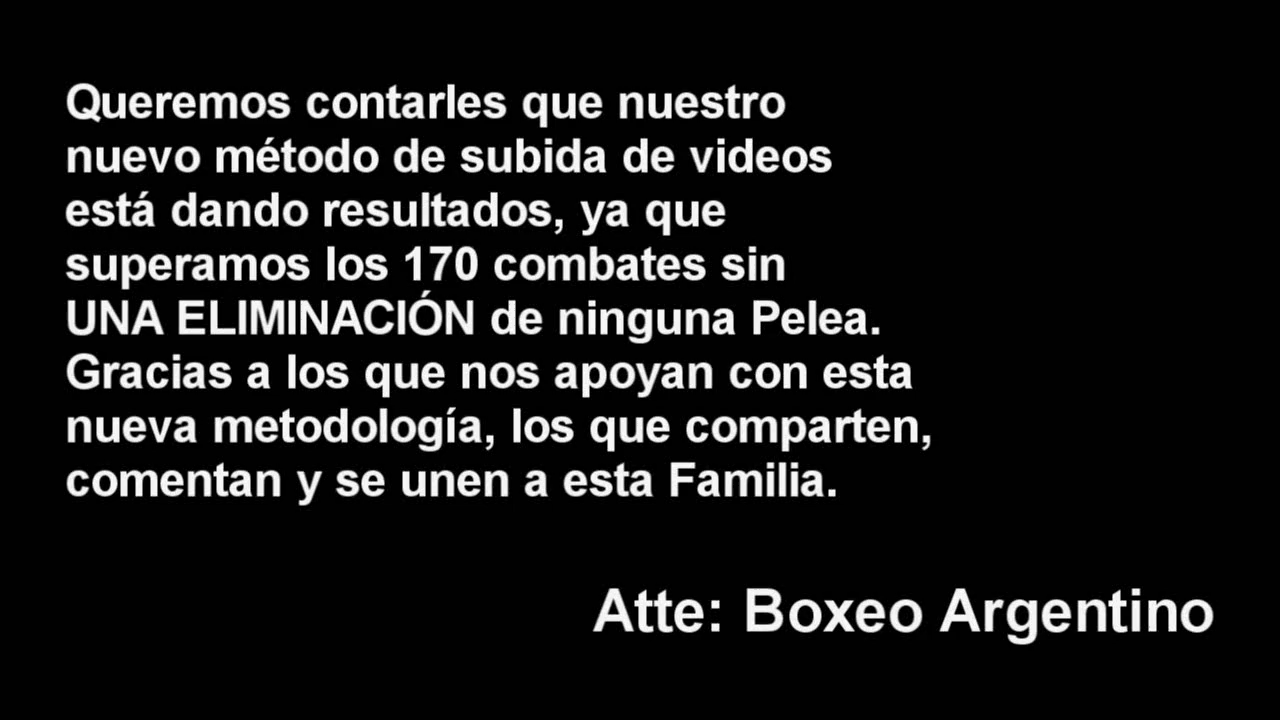 Queremos contarles que nuestro
nuevo método de subida de videos
está dando resultados, ya que
superamos los 170 combates sin
UNA ELIMINACIÓN de ninguna Pelea.
Gracias a los que nos apoyan con esta
nueva metodología, los que comparten,
comentan y se unen a esta Familia.
Atte: Boxeo Argentino